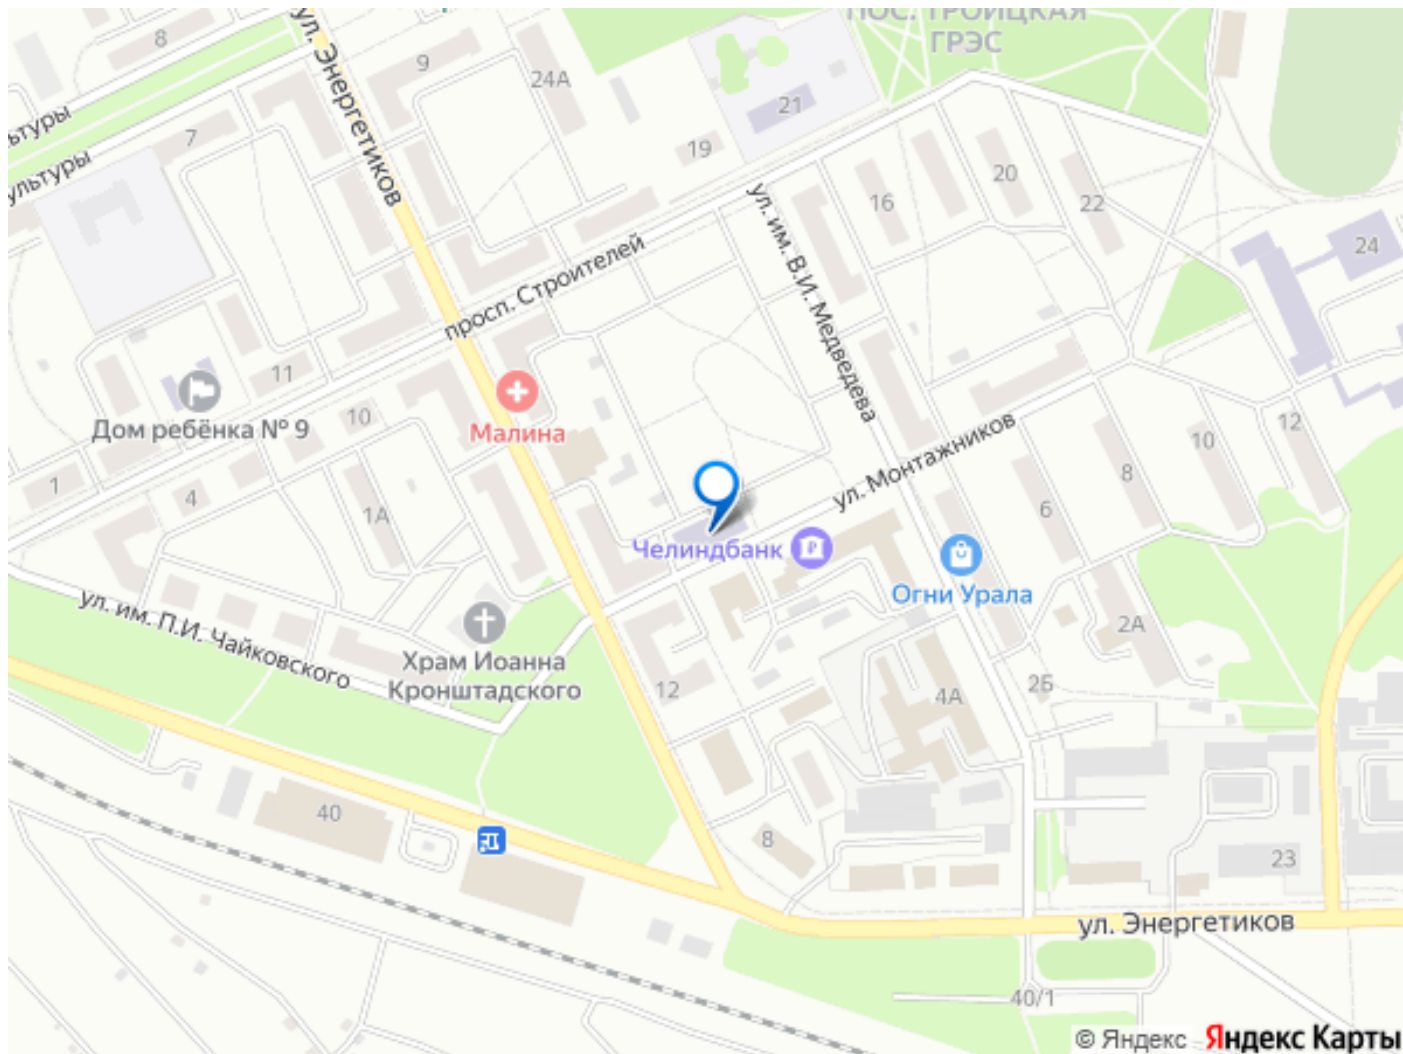 ПОС. ТРОИЦКАЯ
ГРЭС
8
ул. Энергетиков
9
24А
21
7
19
20
16
22
24
ул. им. В.И. Медведева
просп. Строителей
11
Дом ребёнка № 9
10
Малина
ул. Монтажников
12
10
8
6
1
4
1А
Челиндбанк
Огни Урала
2А
ул. им. П.И. Чайковского
Храм Иоанна
Кронштадского
12
4А
2Б
40
8
23
ул. Энергетиков
40/1
© Яндекс Яндекс Карты